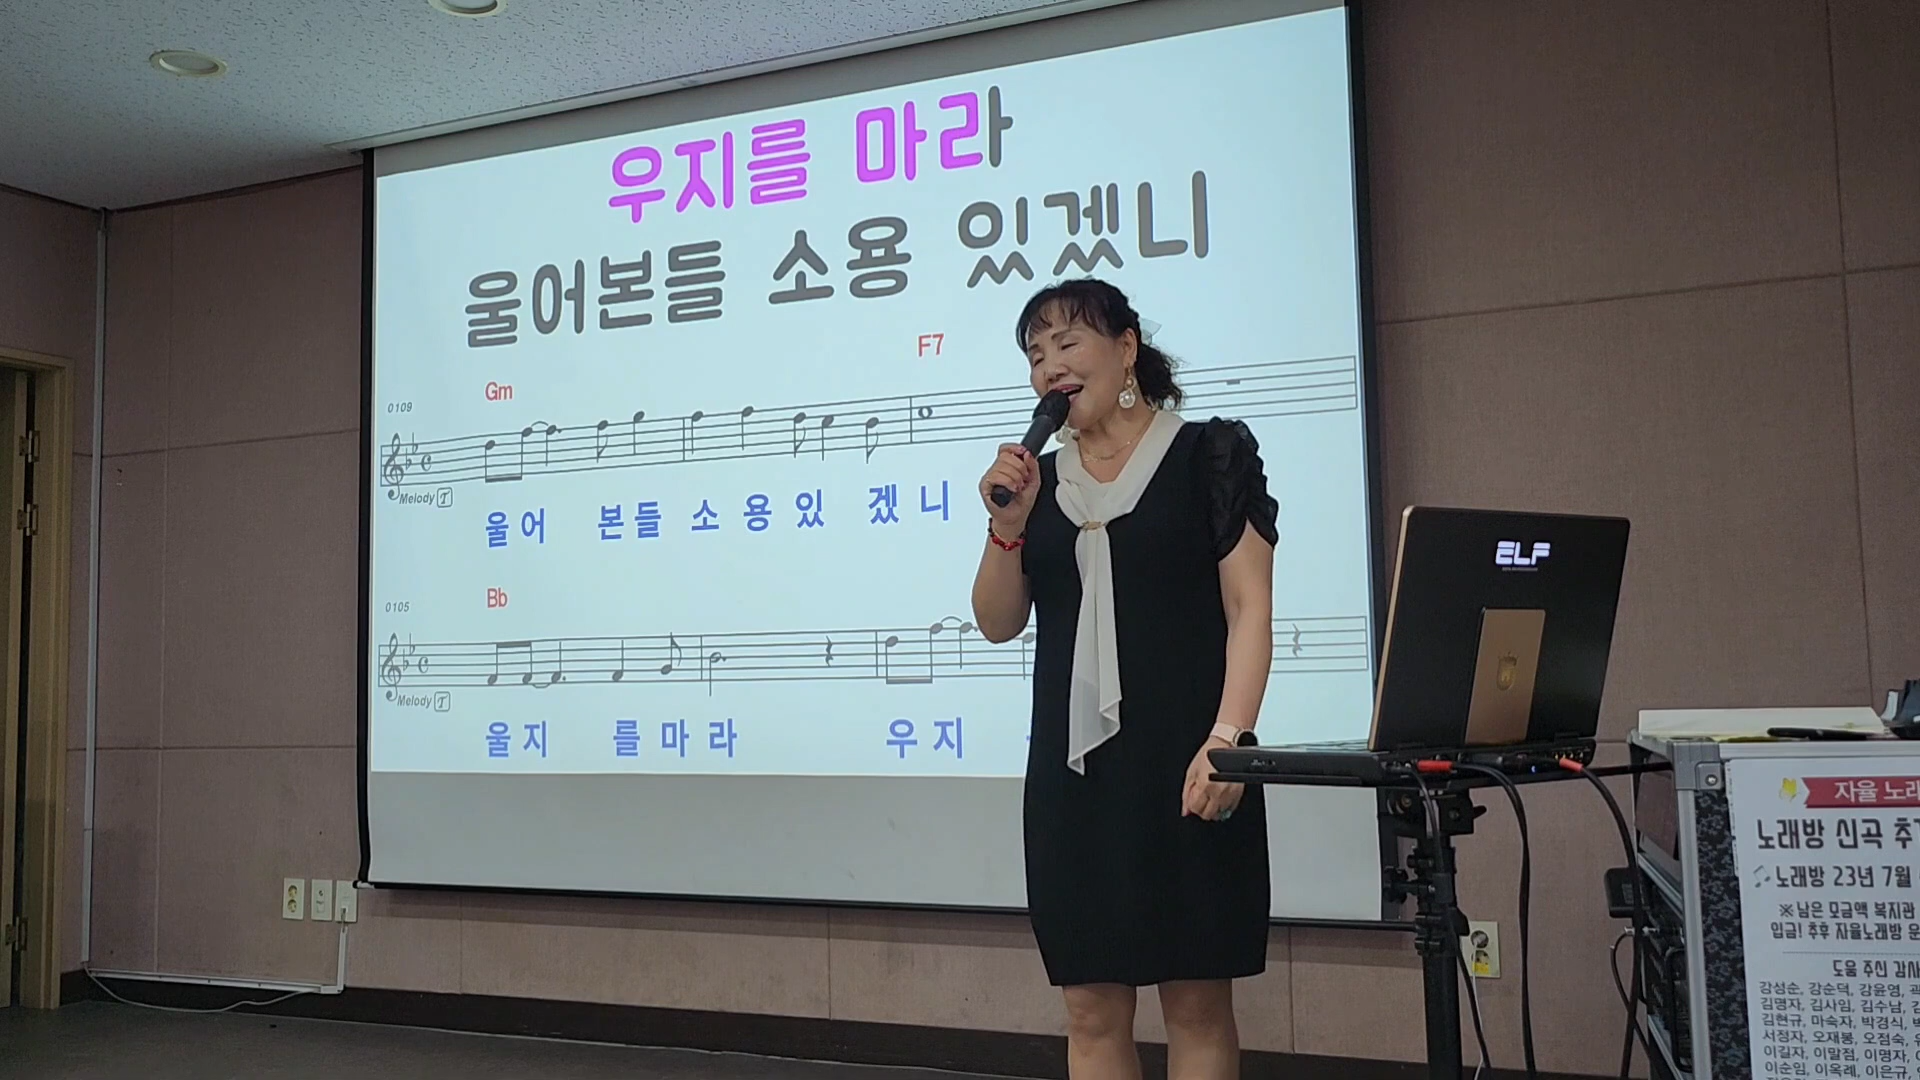 우지를 마라
울어본들 소용 있겠니
F7
Gm
0109
Melody T
울어 본들 소 용 있 겠 니
Bb
0105
Melody T
울지 를 마 라 우 지
ELF
자율 노래
노래방 신곡 추가
노래방 23년 7월
※남은 모금액 복지관
입금! 추후 자율노래방 운
도움 주신 감사
강성순, 강순덕, 강윤영, 곽
김명자, 김사임, 김수남, 김
김현규, 마숙자, 박경식, 박
서정자, 오재봉, 오점숙, 유
이길자, 이말점, 이명자, 이
이순임, 이옥례, 이은규,